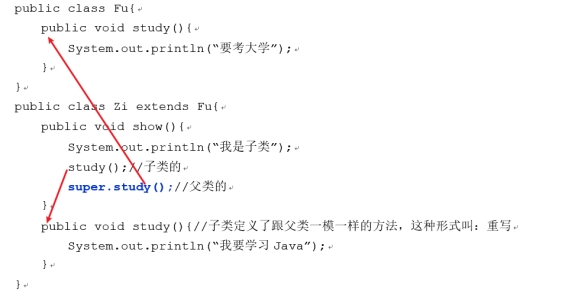 public class Fu{
public void study(){
System.out.println(“要考大学”);
}
}
public class Zi extends Fu{
public void show(){
System.out.println(“我是子类”);
study();//子类的
super.study();//父类的
}
public void study(){//子类定义了跟父类一模一样的方法，这种形式叫：重写
System.out.println(“我要学习 Java”);
}
}